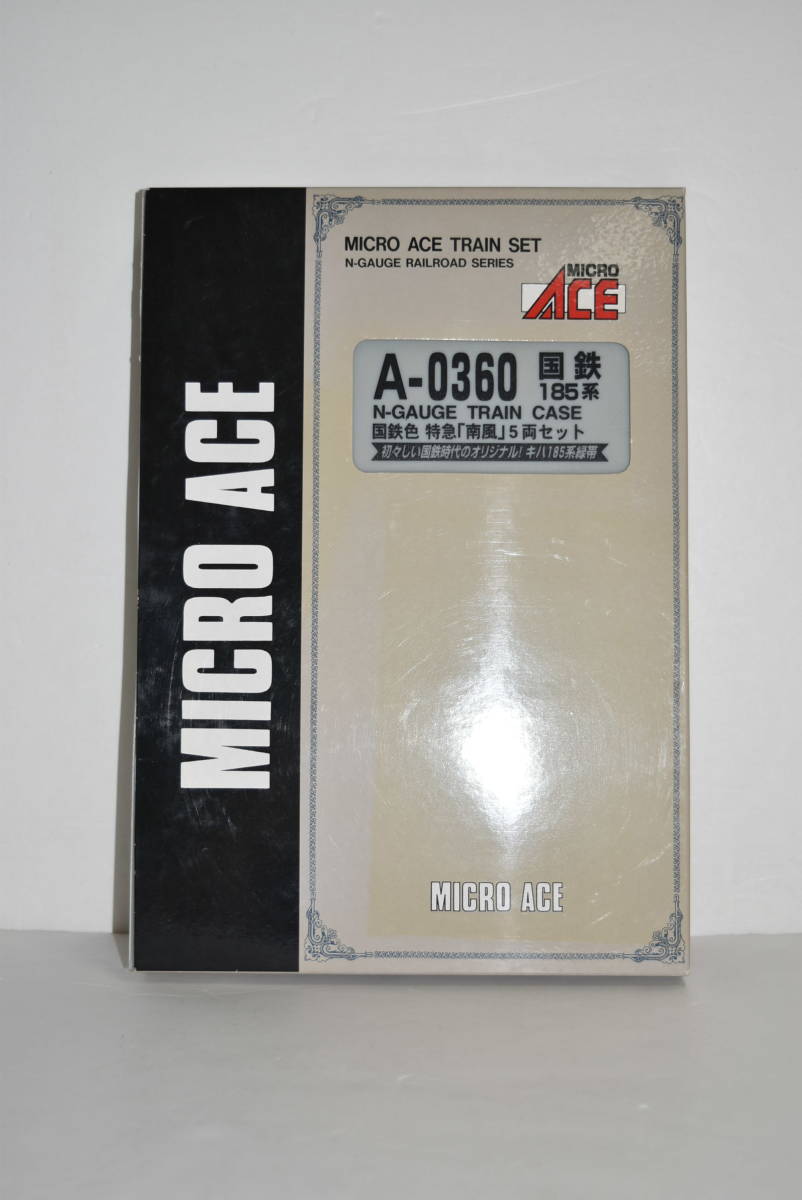 MICRO ACE
MICRO ACE TRAIN SET
N-GAUGE RAILROAD SERIES
MICRO
ACE
A-0360 国鉄
185系
N-GAUGE TRAIN CASE
国鉄色 特急「南風」5両セット
初々しい国鉄時代のオリジナル! キハ185系緑帯
MICRO ACE